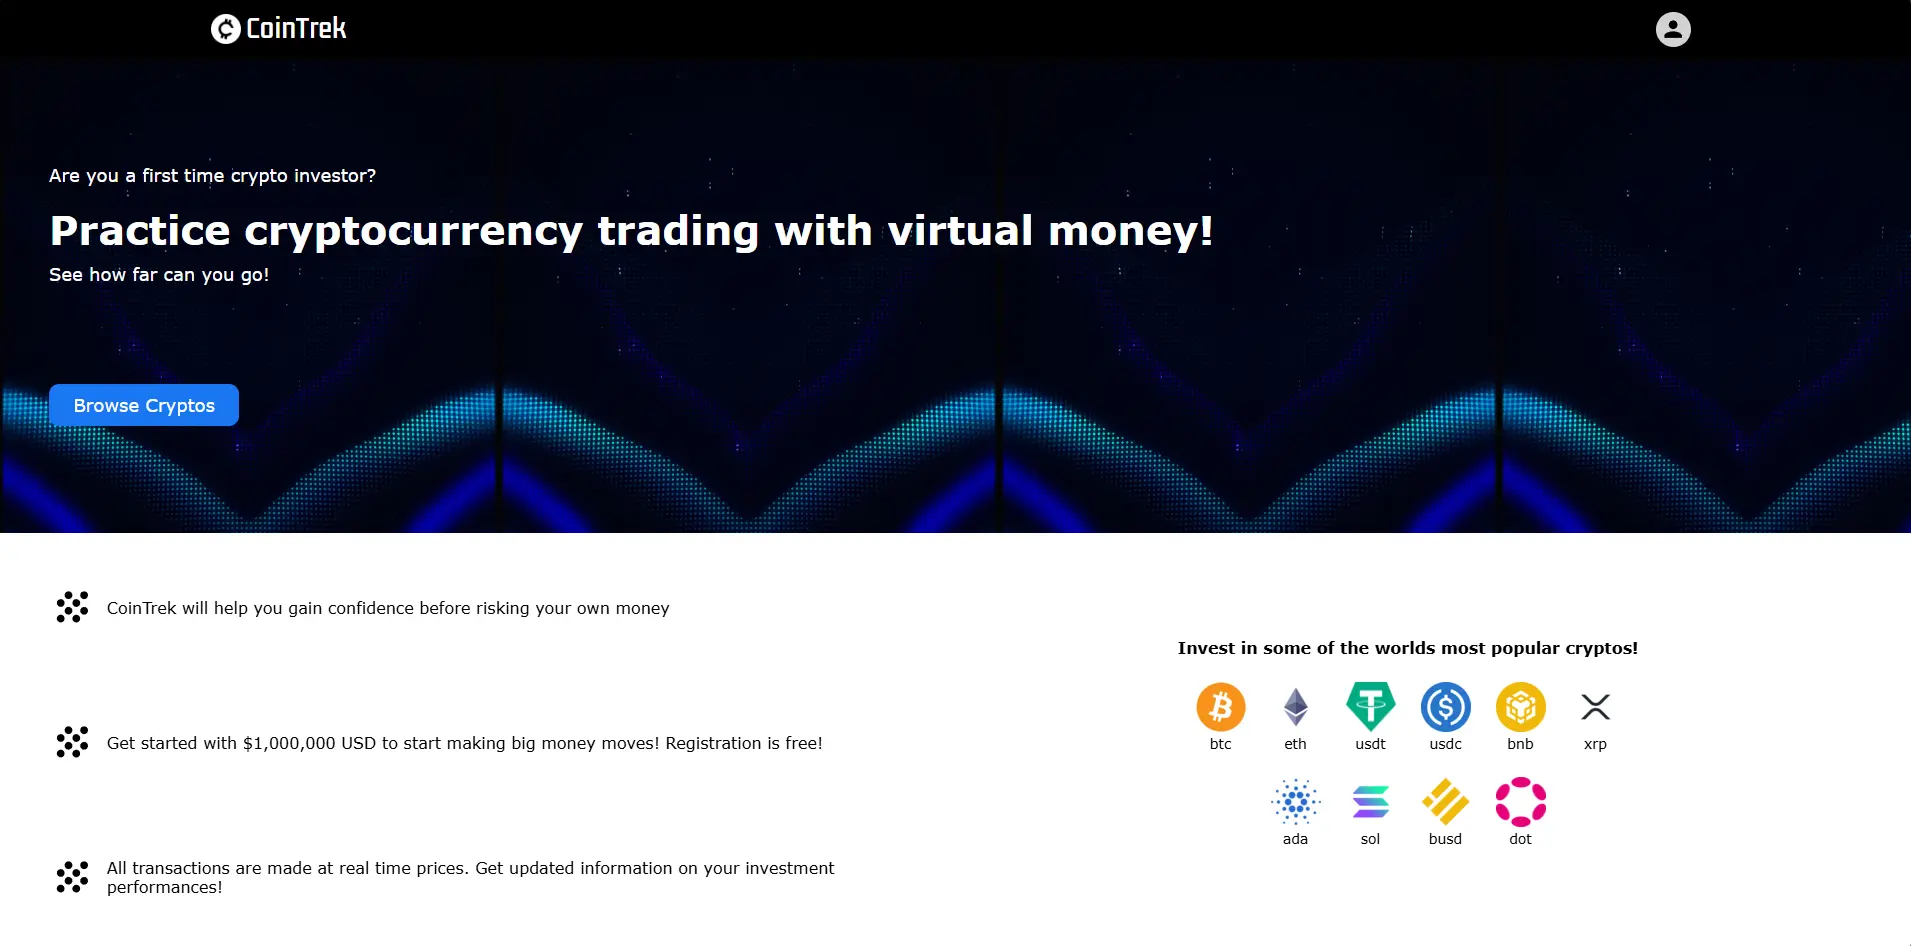 CoinTrek
Are you a first time crypto investor?
Practice cryptocurrency trading with virtual money!
See how far can you go!
Browse Cryptos
CoinTrek will help you gain confidence before risking your own money
Get started with $1,000,000 USD to start making big money moves! Registration is free!
All transactions are made at real time prices. Get updated information on your investment
performances!
Invest in some of the worlds most popular cryptos!
btc eth usdt usdc bnb xrp
ada sol busd dot